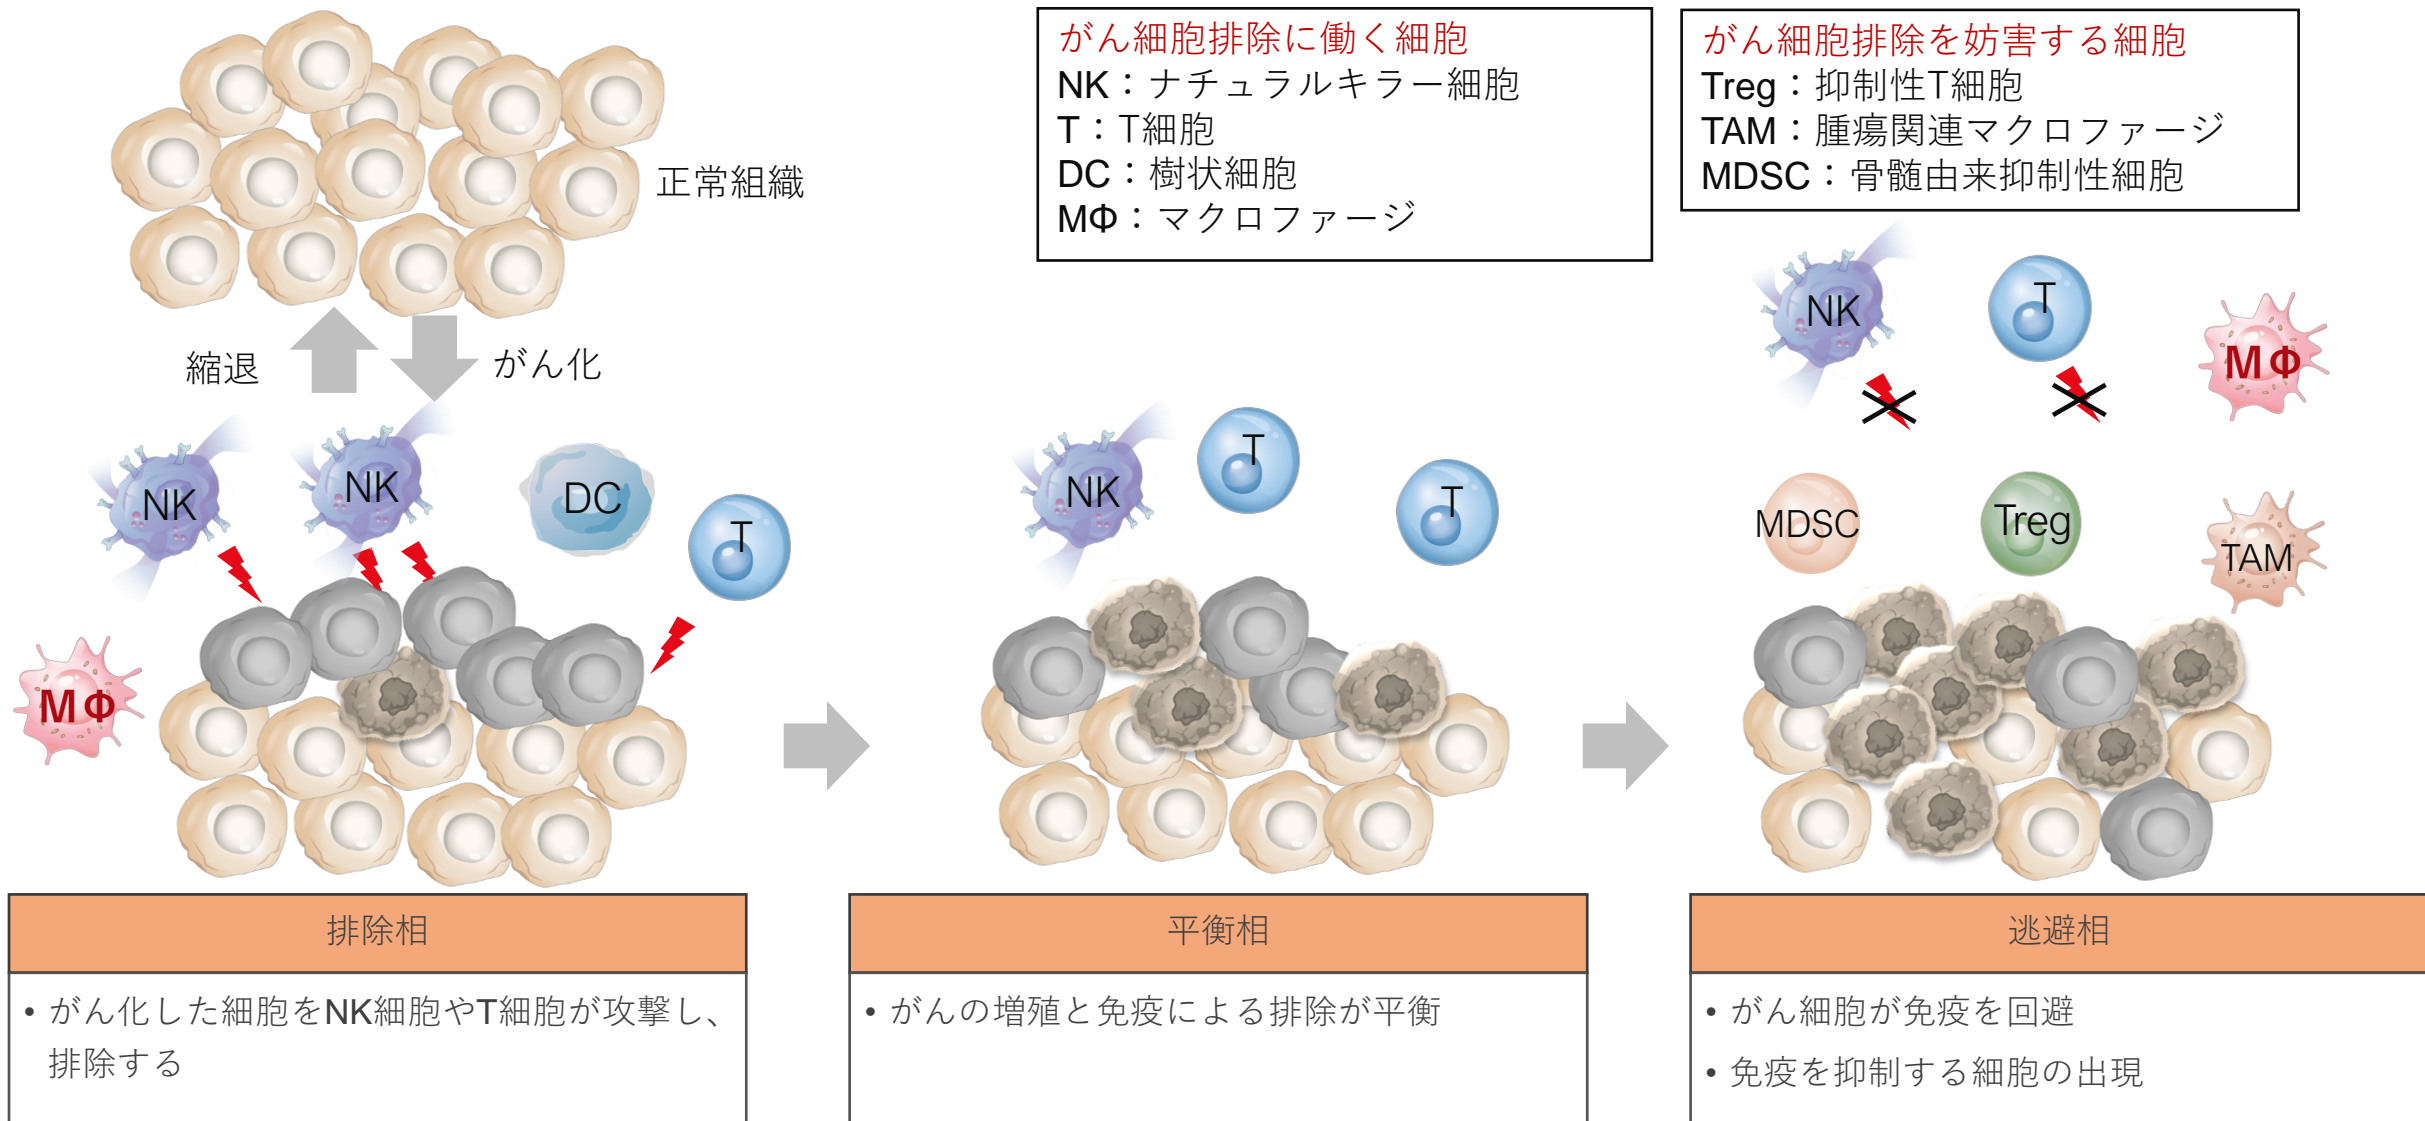 正常組織
がん細胞排除に働く細胞
NK：ナチュラルキラー細胞
T：T細胞
DC：樹状細胞
MΦ：マクロファージ
がん細胞排除を妨害する細胞
Treg：抑制性T細胞
TAM：腫瘍関連マクロファージ
MDSC：骨髄由来抑制性細胞
縮退
がん化
NK
NK
DC
T
MΦ
NK
T
T
NK
T
MΦ
MDSC
Treg
TAM
排除相
• がん化した細胞をNK細胞やT細胞が攻撃し、
排除する
平衡相
• がんの増殖と免疫による排除が平衡
逃避相
• がん細胞が免疫を回避
• 免疫を抑制する細胞の出現